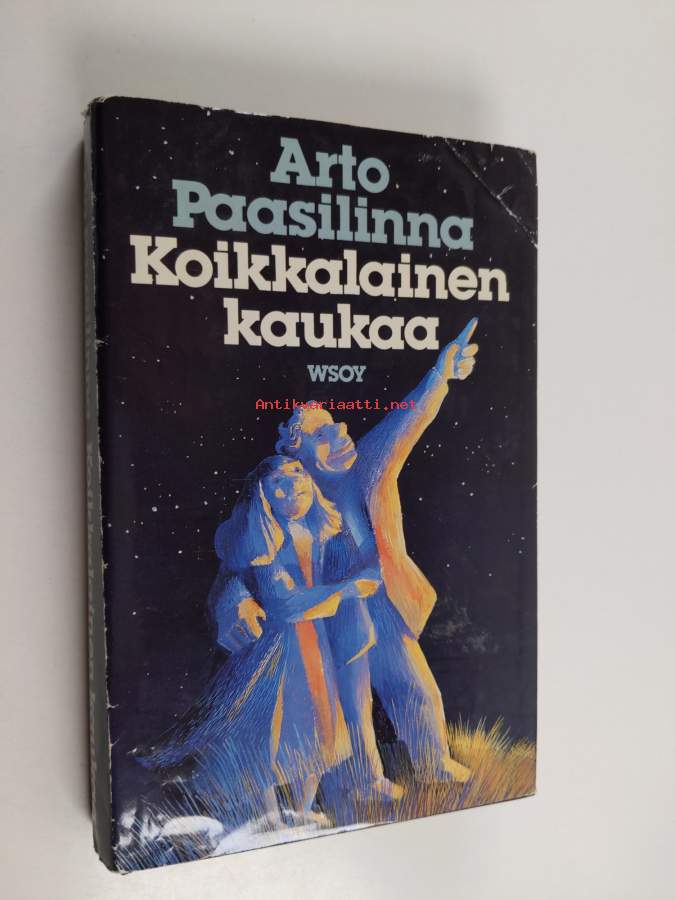 Arto
Paasilinna
Koikkalainen
kaukaa
WSOY
Antikvariaatti.net